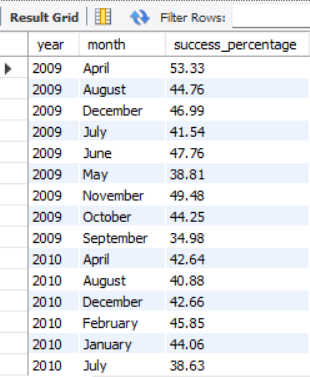 Result Grid Filter Rows:
year month success_percentage
2009 April 53.33
2009 August 44.76
2009 December 46.99
2009 July 41.54
2009 June 47.76
2009 May 38.81
2009 November 49.48
2009 October 44.25
2009 September 34.98
2010 April 42.64
2010 August 40.88
2010 December 42.66
2010 February 45.85
2010 January 44.06
2010 July 38.63